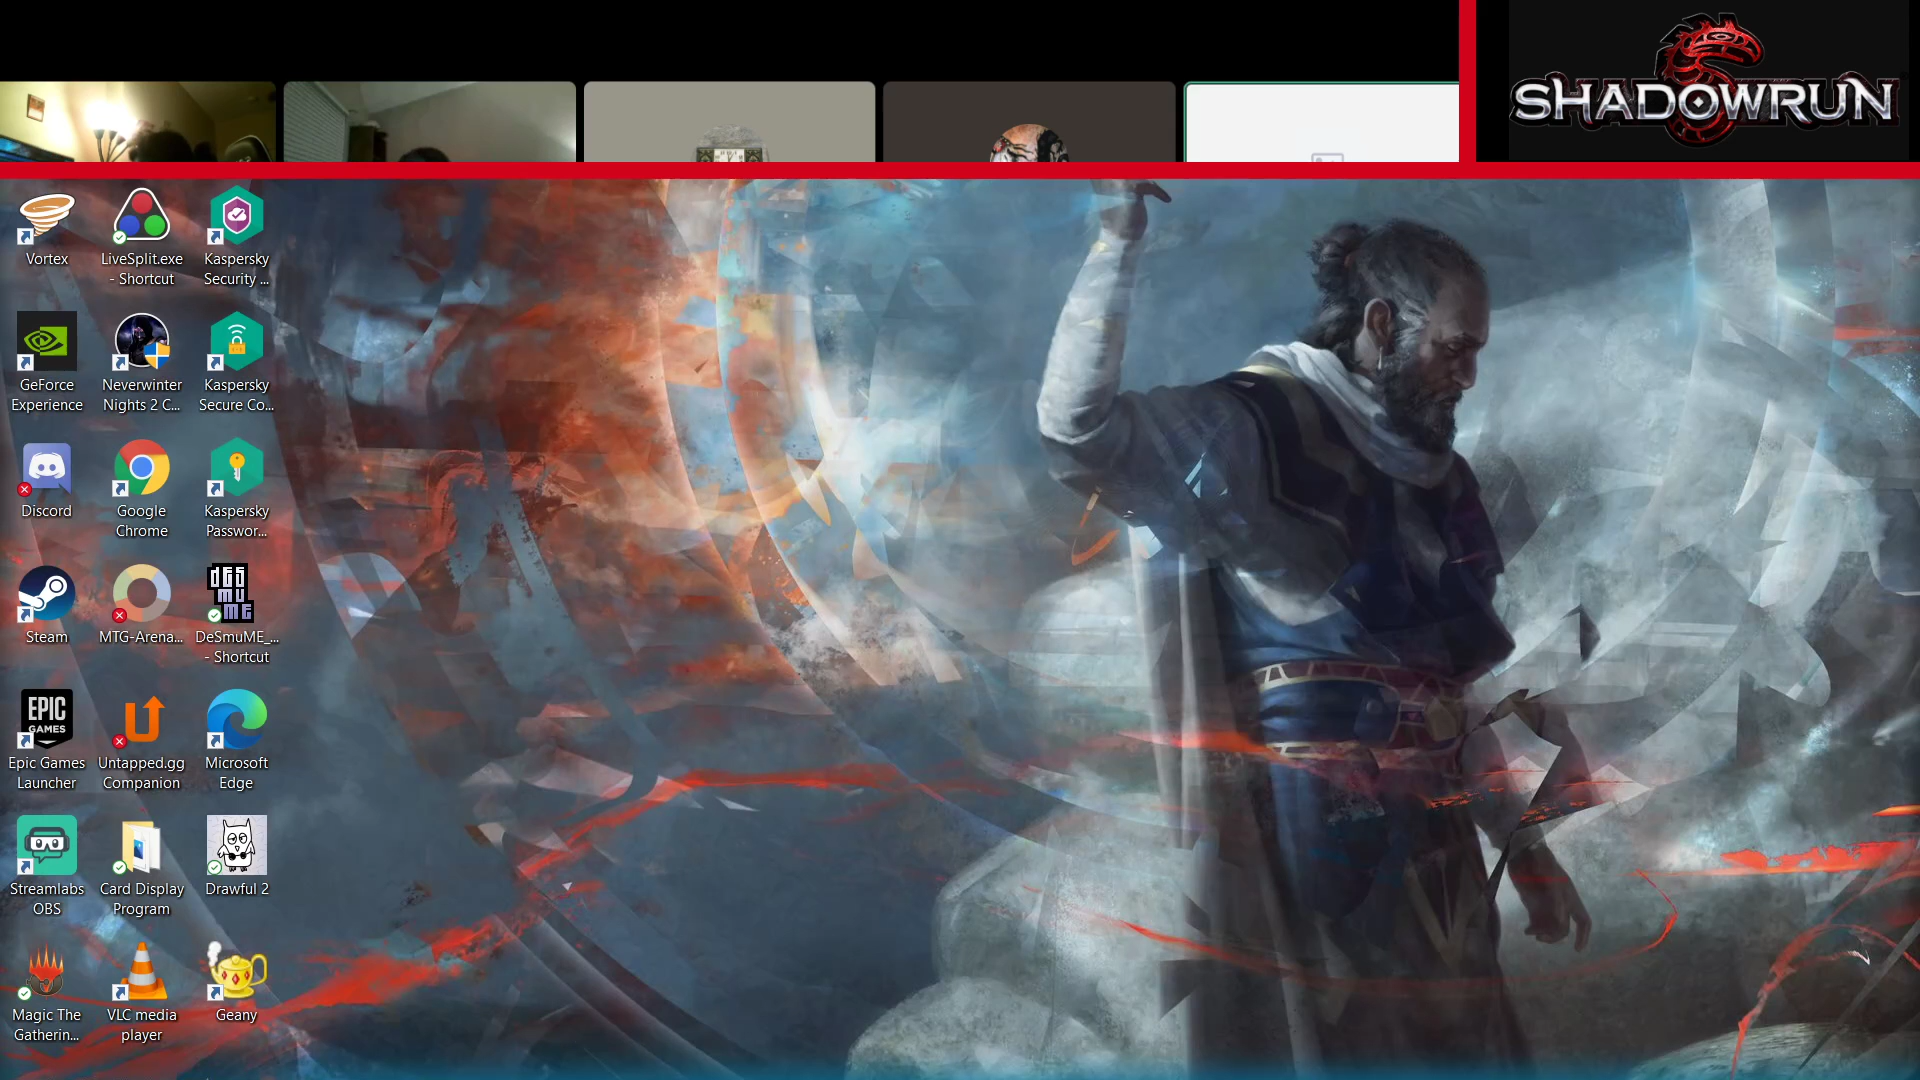 SHADOWRUN
Vortex
LiveSplit.exe
- Shortcut
Kaspersky
Security ...
GeForce
Experience
Neverwinter
Nights 2 C...
Kaspersky
Secure Co...
Discord
Google
Chrome
Kaspersky
Passwor...
Steam
MTG-Arena...
DeSmuME_...
- Shortcut
EPIC
GAMES
Epic Games
Launcher
Untapped.gg
Companion
Microsoft
Edge
Streamlabs
OBS
Card Display
Program
Drawful 2
Magic The
Gatherin...
VLC media
player
Geany